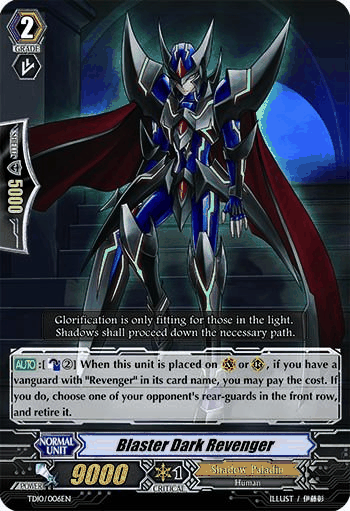 2
GRADE
SHIELD 5000
Glorification is only fitting for those in the light.
Shadows shall proceed down the necessary path.
AUTO :[ ②] When this unit is placed on V or R, if you have a
vanguard with "Revenger" in its card name, you may pay the cost. If
you do, choose one of your opponent's rear-guards in the front row,
and retire it.
NORMAL
UNIT
Blaster Dark Revenger
POWER
9000
1
CRITICAL
Shadow Paladin
Human
TD10/006EN
ILLUST / 伊藤彰